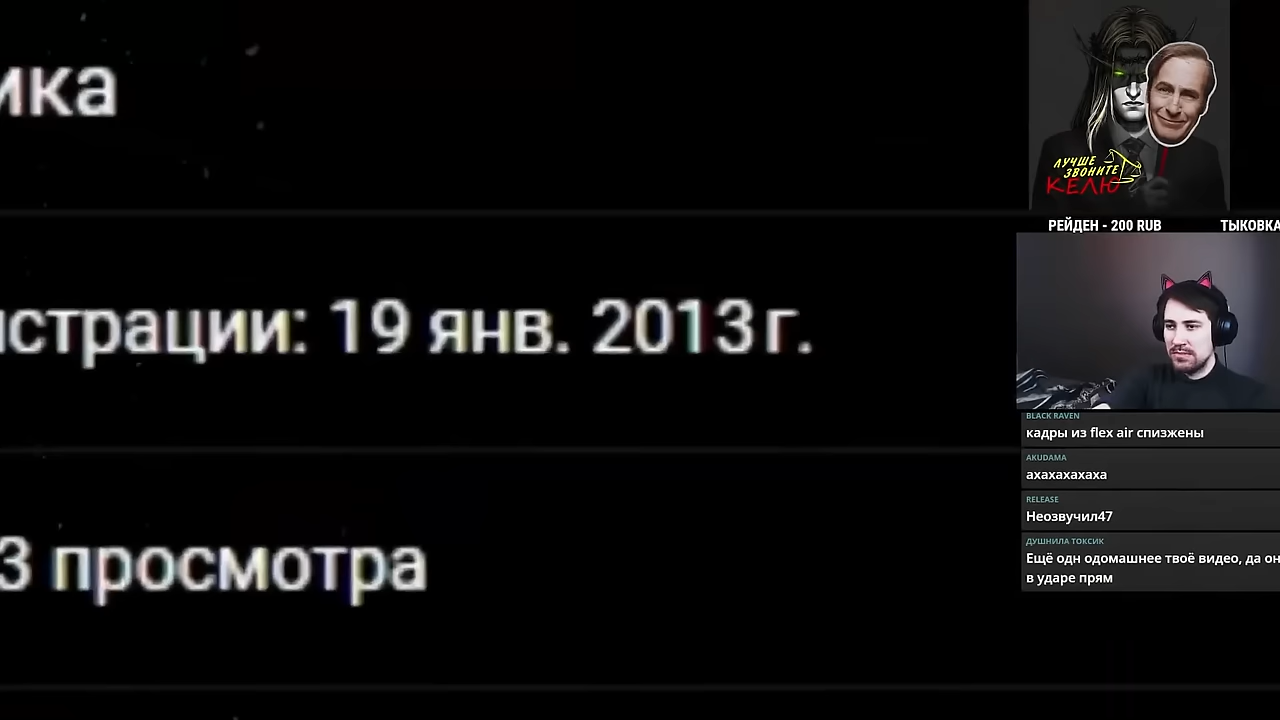 ика
страции: 19 янв. 2013 г.
3 просмотра
ЛУЧШЕ
ЗВОНИТЕ
КЕЛЮ
РЕЙДЕН - 200 RUB ТЫКОВКА
BLACK RAVEN
кадры из flex air спизжены
AKUDAMA
ахахахахаха
RELEASE
Неозвучил47
ДУШНИЛА ТОКСИК
Ещё одн одомашнее твоё видео, да он
в ударе прям